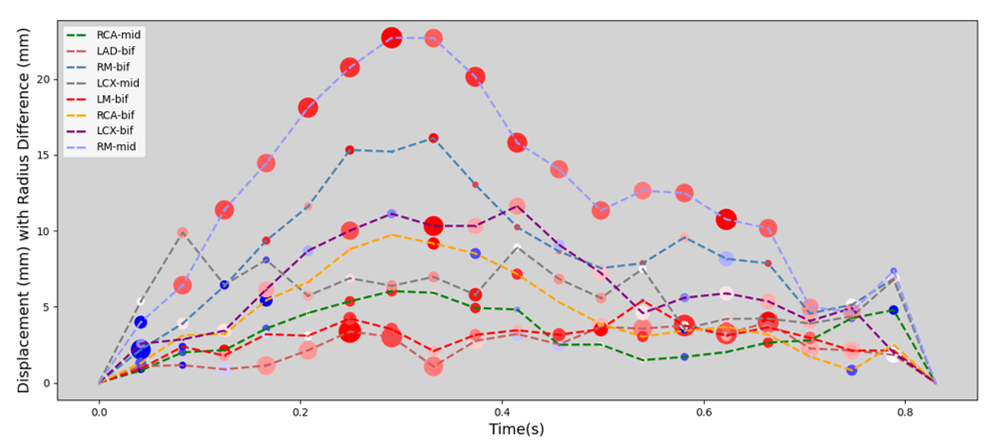 Displacement (mm) with Radius Difference (mm)
20
15
10
5
0
RCA-mid
LAD-bif
RM-bif
LCX-mid
LM-bif
RCA-bif
LCX-bif
RM-mid
0.0 0.2 0.4 0.6 0.8
Time(s)